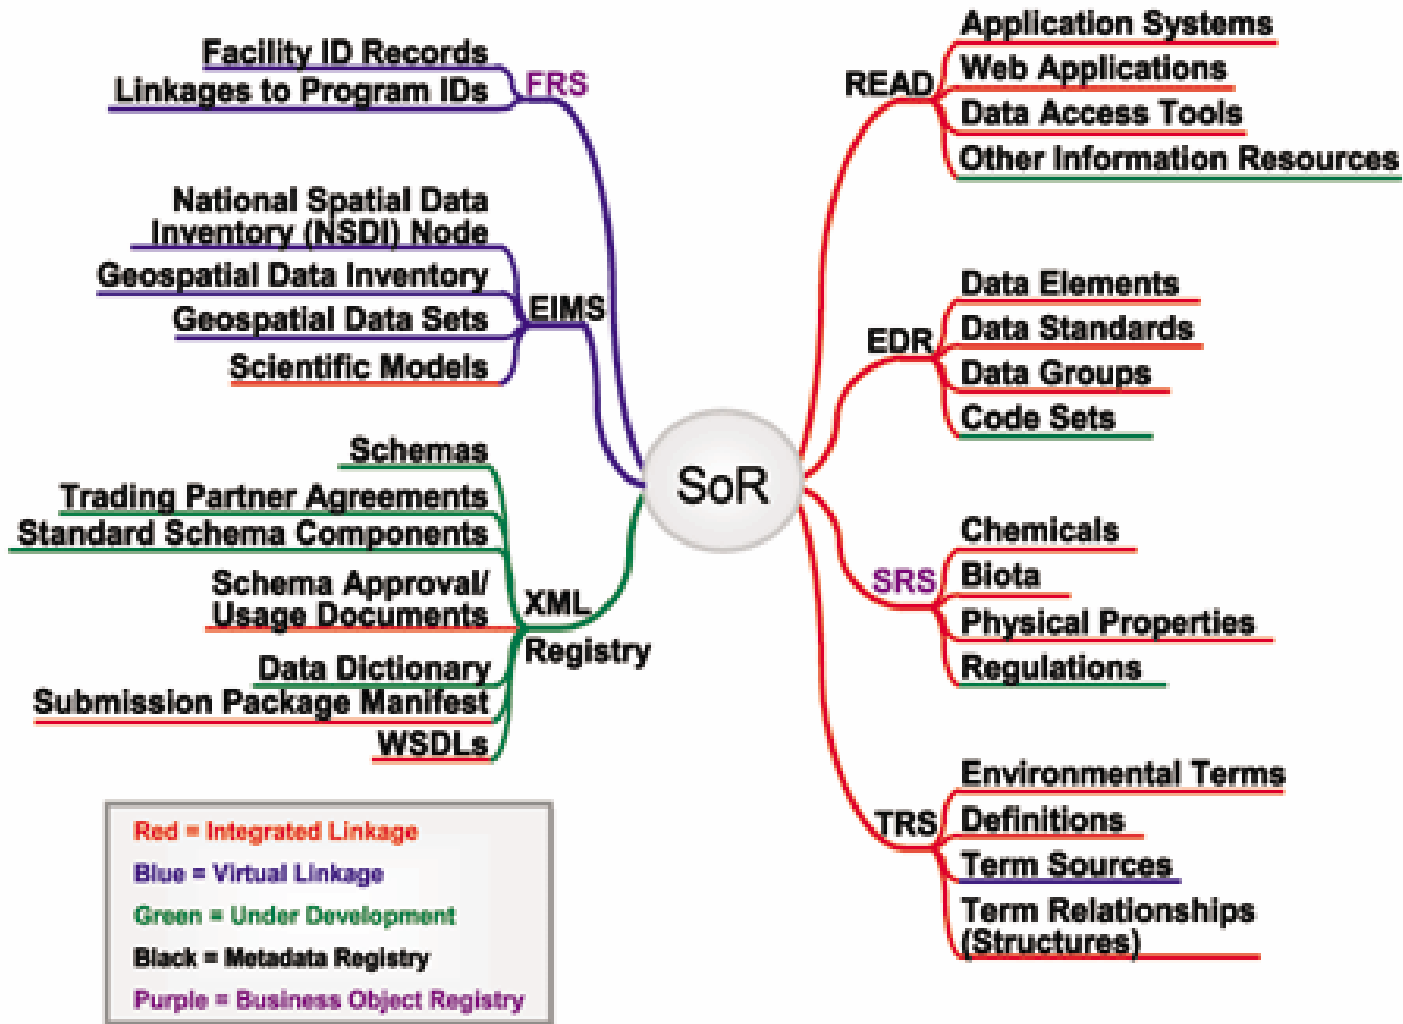 Facility ID Records
Linkages to Program IDs
FRS
National Spatial Data
Inventory (NSDI) Node
Geospatial Data Inventory
Geospatial Data Sets
Scientific Models
EIMS
Schemas
Trading Partner Agreements
Standard Schema Components
Schema Approval/
Usage Documents
Data Dictionary
Submission Package Manifest
WSDLs
XML
Registry
SoR
READ
Application Systems
Web Applications
Data Access Tools
Other Information Resources
EDR
Data Elements
Data Standards
Data Groups
Code Sets
SRS
Chemicals
Biota
Physical Properties
Regulations
TRS
Environmental Terms
Definitions
Term Sources
Term Relationships
(Structures)
Red = Integrated Linkage
Blue = Virtual Linkage
Green = Under Development
Black = Metadata Registry
Purple = Business Object Registry